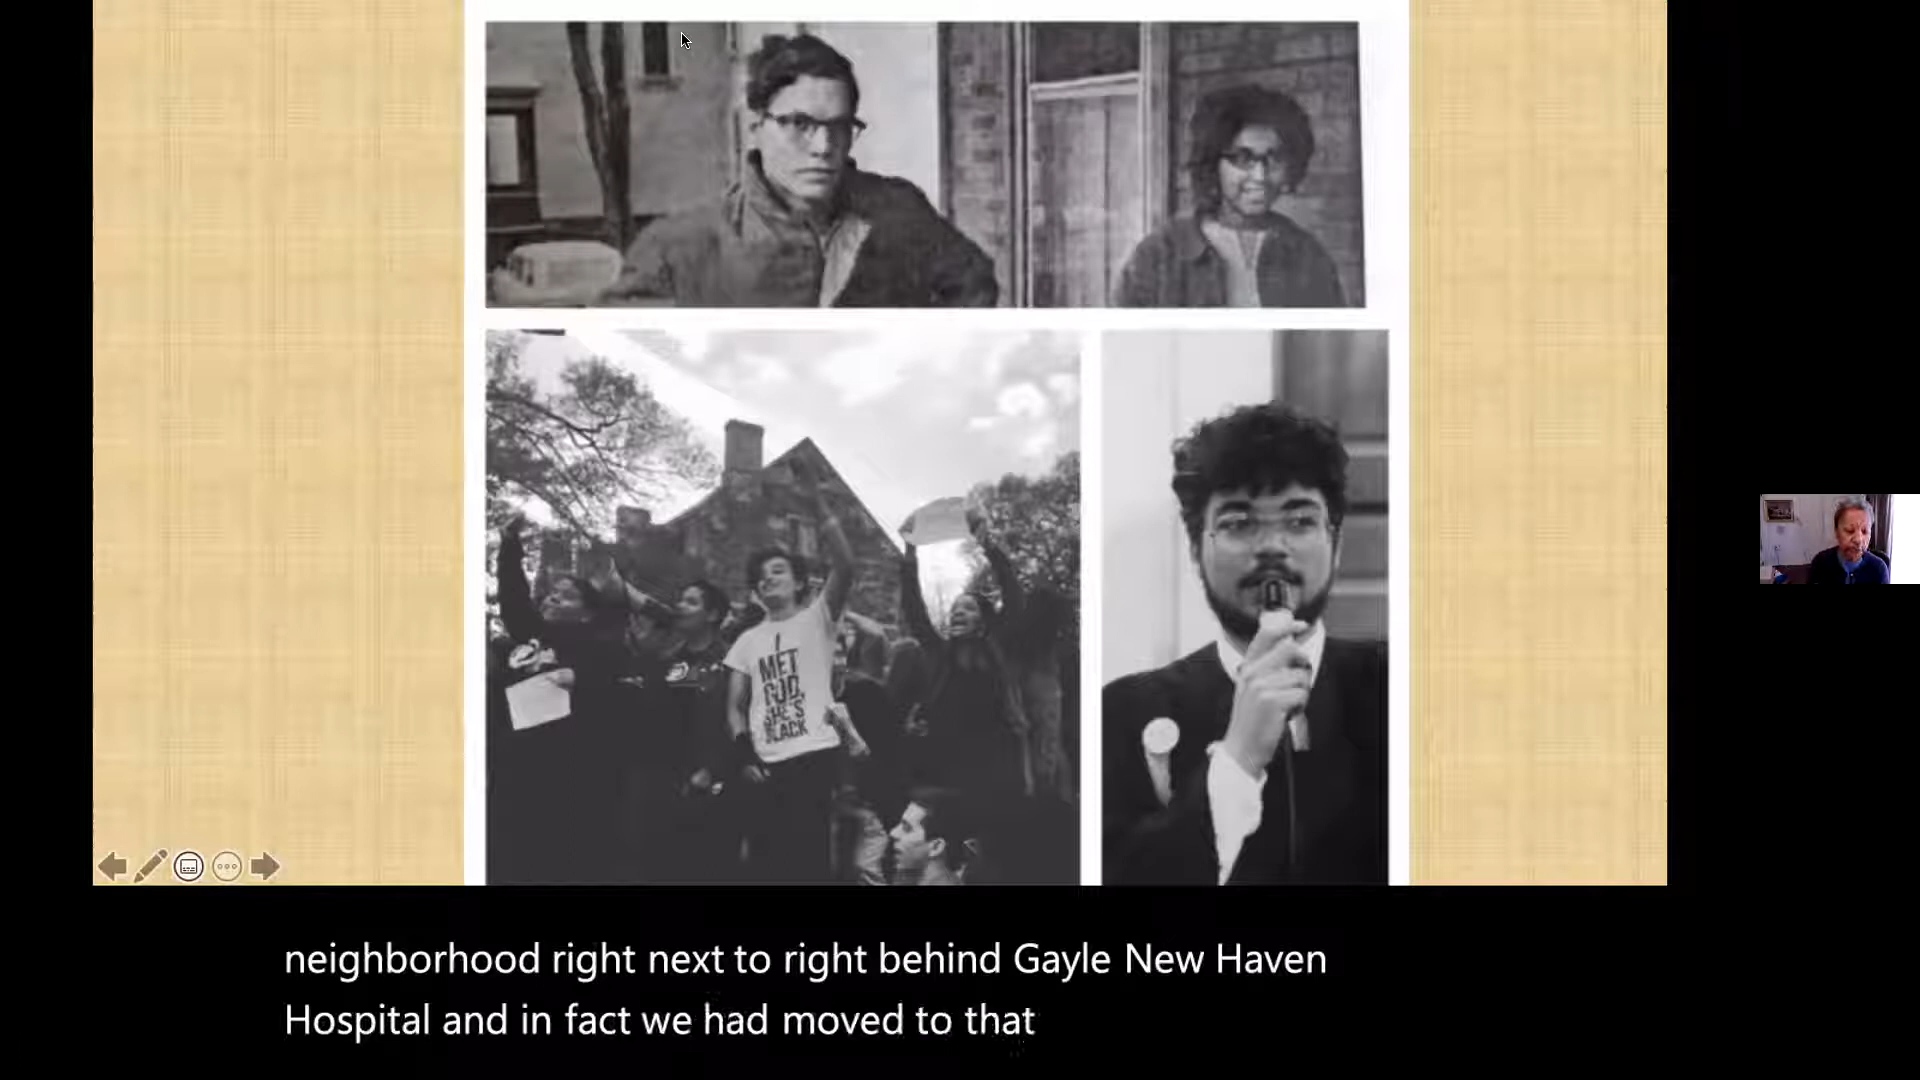 I
MET
GOD,
SHE'S
BLACK
neighborhood right next to right behind Gayle New Haven
Hospital and in fact we had moved to that